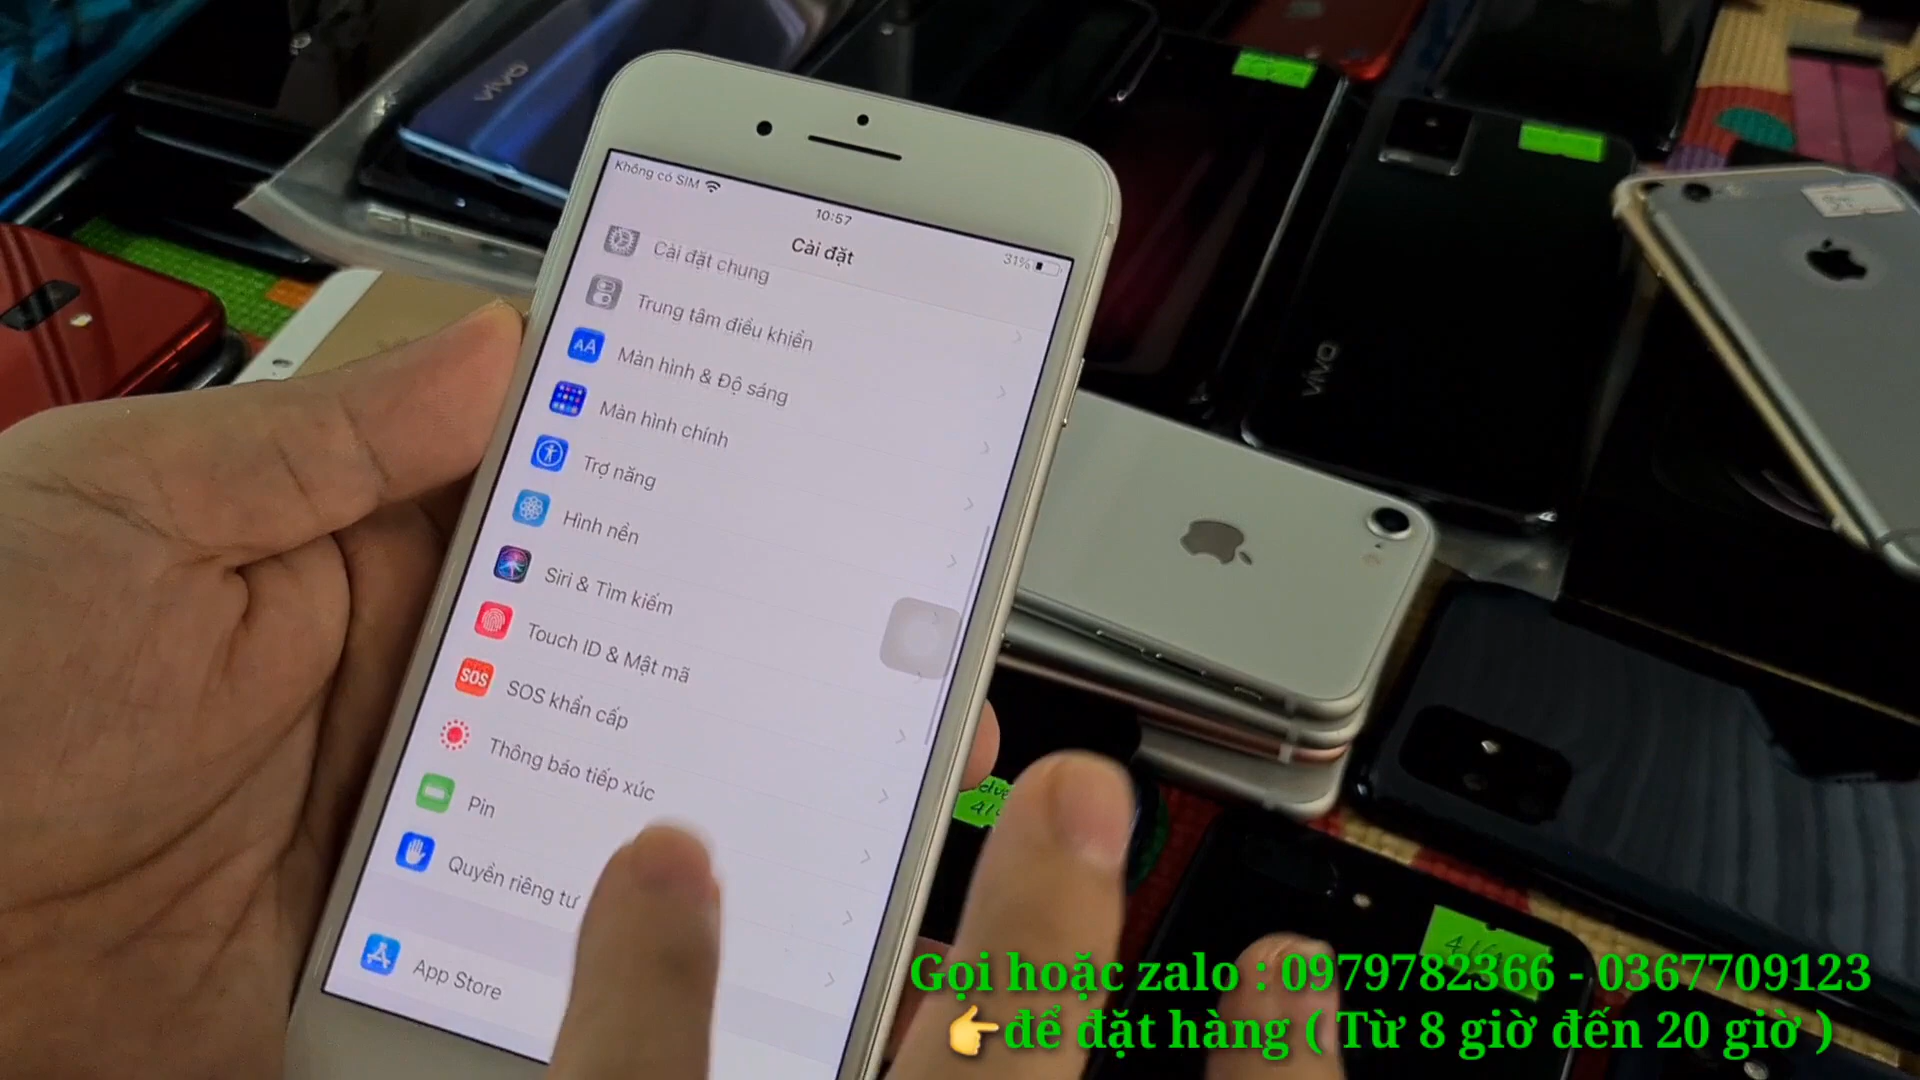 vivo
Không có SIM
10:57
31%
Cài đặt
Cài đặt chung
Trung tâm điều khiển
AA
Màn hình & Độ sáng
Màn hình chính
Trợ năng
Hình nền
Siri & Tìm kiếm
Touch ID & Mật mã
SOS
SOS khẩn cấp
Thông báo tiếp xúc
Pin
Quyền riêng tư
App Store
vivo
Gọi hoặc zalo : 0979782366 - 0367709123
👉để đặt hàng ( Từ 8 giờ đến 20 giờ )